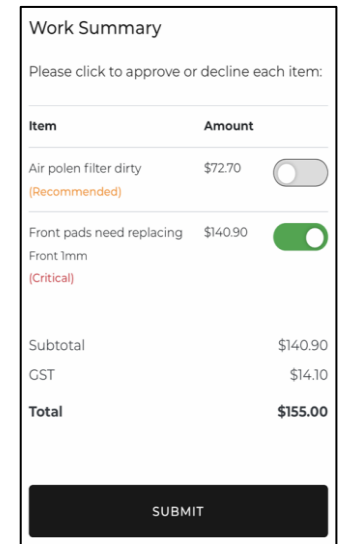 Work Summary
Please click to approve or decline each item:
Item Amount
Air polen filter dirty $72.70
(Recommended)
Front pads need replacing $140.90
Front 1mm
(Critical)
Subtotal $140.90
GST $14.10
Total $155.00
SUBMIT